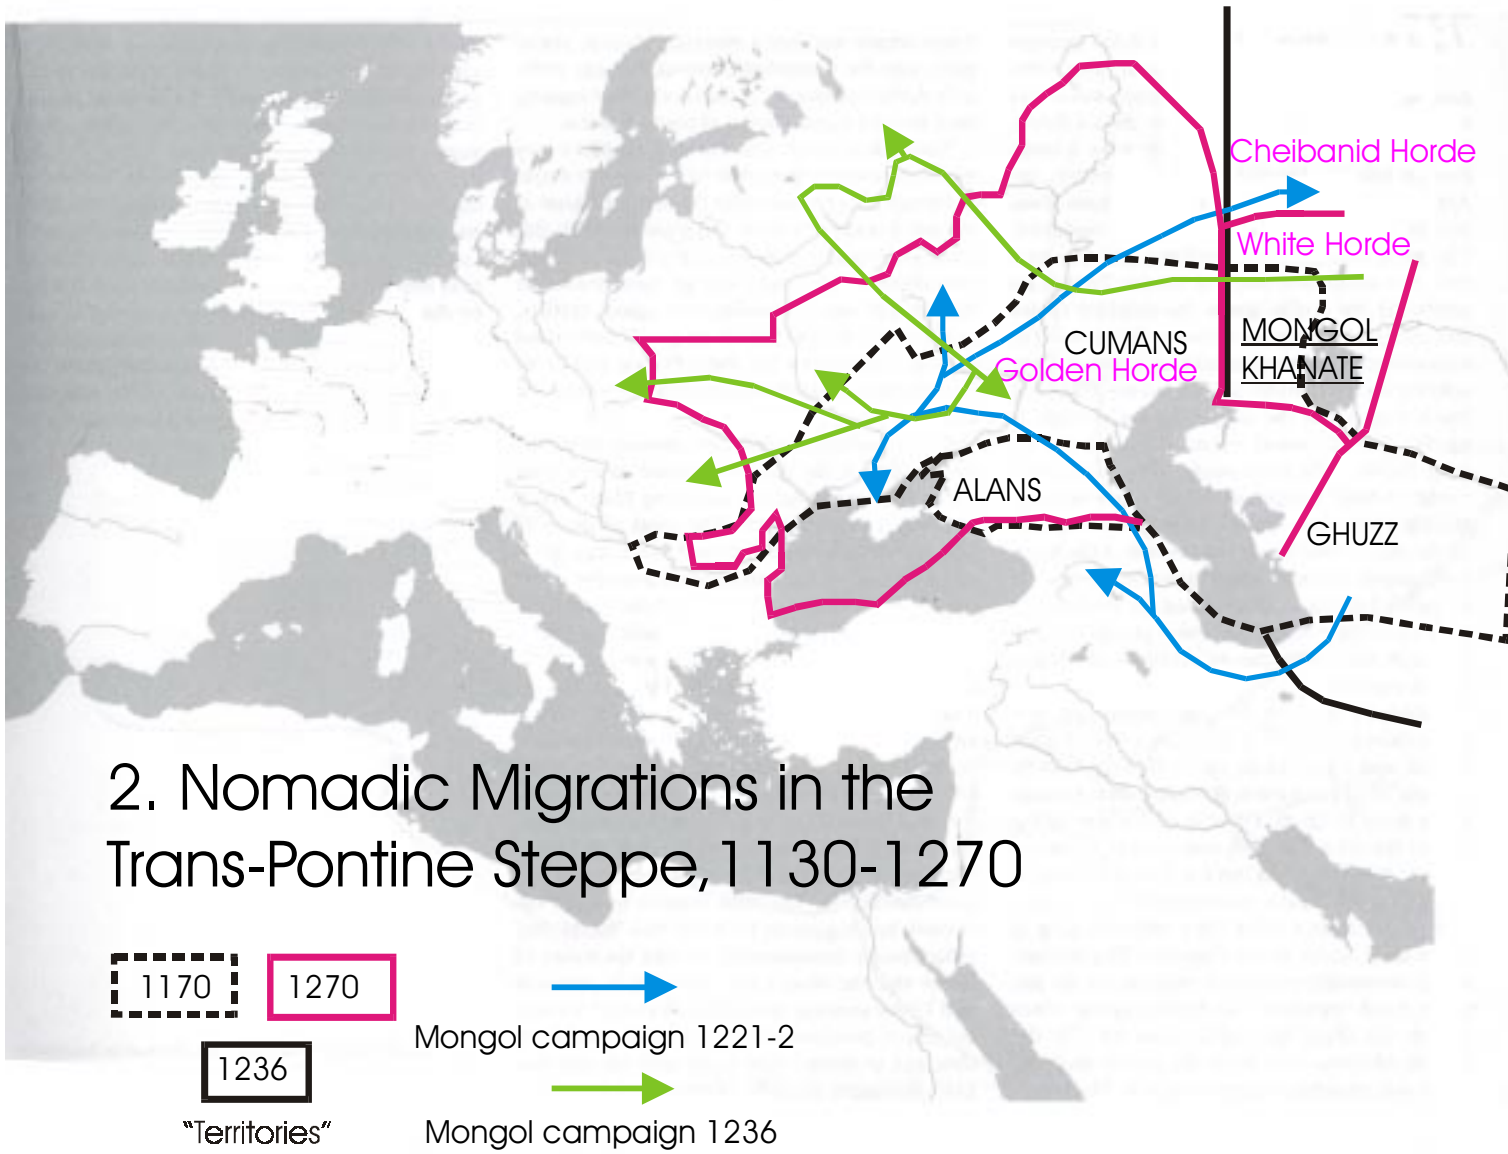 Cheibanid Horde
White Horde
CUMANS
MONGOL
KHANATE
Golden Horde
ALANS
GHUZZ
2. Nomadic Migrations in the
Trans-Pontine Steppe,1130-1270
1170
1270
Mongol campaign 1221-2
1236
"Territories"
Mongol campaign 1236